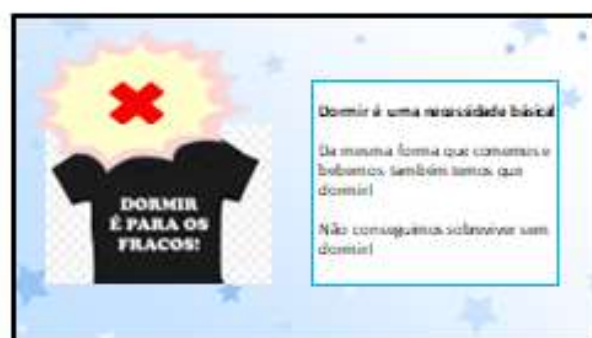 DORMIR
É PARA OS
FRACOS!
Dormir é uma necessidade básica!
Da mesma forma que comemos e
bebemos, também temos que
dormir!
Não conseguimos sobreviver sem
dormir!